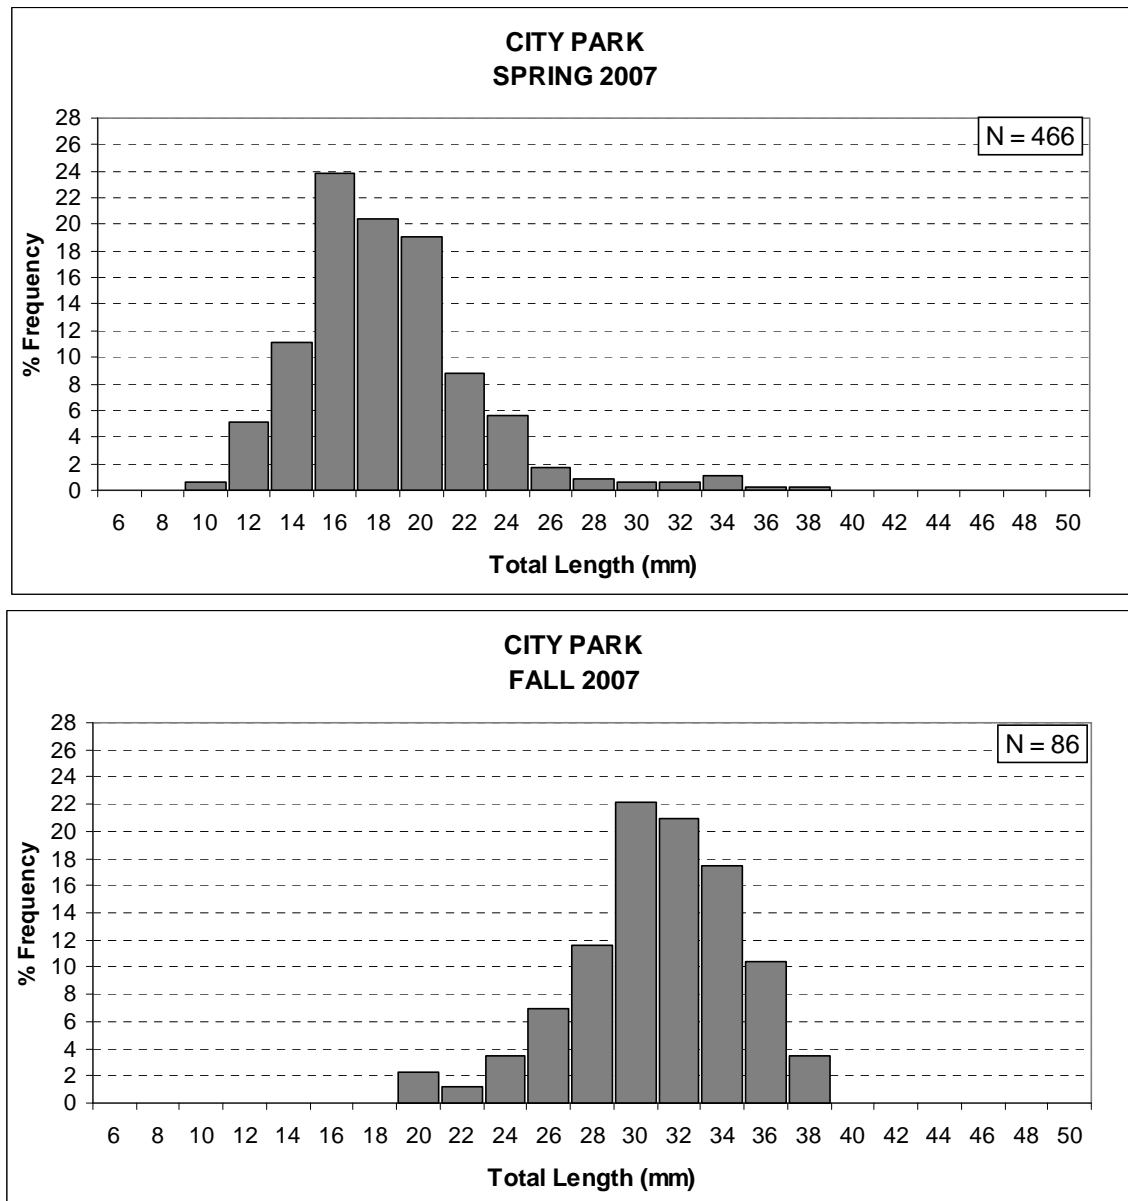 CITY PARK
SPRING 2007
N = 466
28
26
24
22
20
18
16
14
12
10
8
6
4
2
0
% Frequency
6 8 10 12 14 16 18 20 22 24 26 28 30 32 34 36 38 40 42 44 46 48 50
Total Length (mm)
CITY PARK
FALL 2007
N = 86
28
26
24
22
20
18
16
14
12
10
8
6
4
2
0
% Frequency
6 8 10 12 14 16 18 20 22 24 26 28 30 32 34 36 38 40 42 44 46 48 50
Total Length (mm)